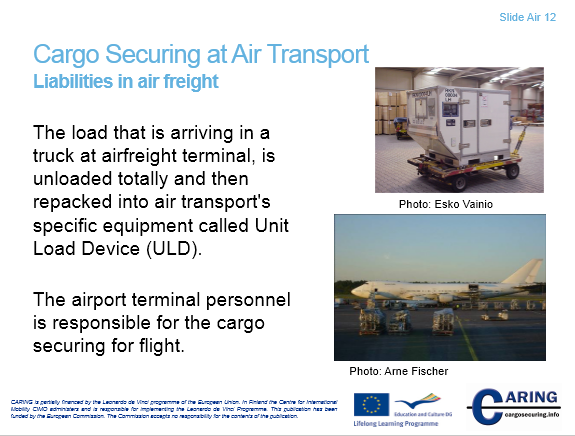 Slide Air 12
Cargo Securing at Air Transport
Liabilities in air freight
The load that is arriving in a
truck at airfreight terminal, is
unloaded totally and then
repacked into air transport's
specific equipment called Unit
Load Device (ULD).
The airport terminal personnel
is responsible for the cargo
securing for flight.
Photo: Esko Vainio
Photo: Arne Fischer
CARING is partially financed by the Leonardo da Vinci programme of the European Union. In Finland the Centre for International
Mobility CIMO administers and is responsible for implementing the Leonardo da Vinci Programme. This publication has been
funded by the European Commission. The Commission accepts no responsibility for the contents of the publication.
Education and Culture DG
Lifelong Learning Programme
CARING
cargosecuring.info